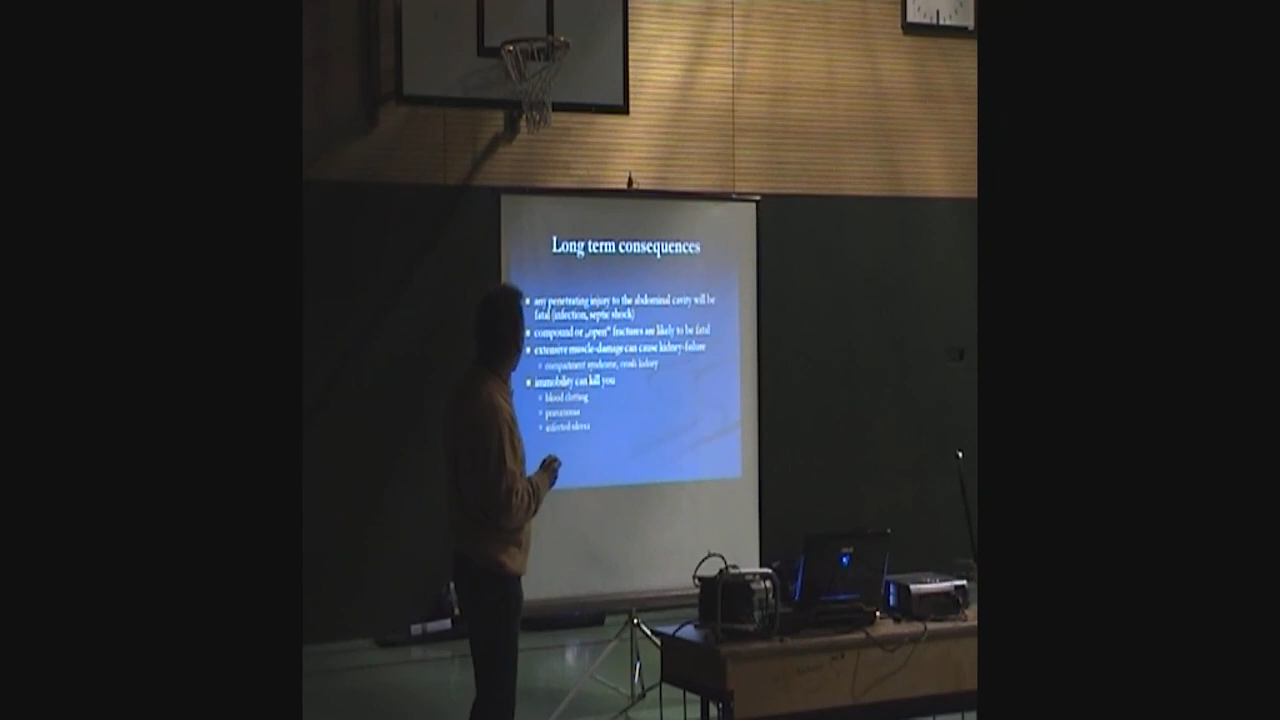 Long term consequences
any penetrating injury to the abdominal cavity will be
fatal (infection, septic shock)
compound or „open“ fractures are likely to be fatal
extensive muscle-damage can cause kidney-failure
compartment syndrome, crush kidney
immobility can kill you
blood clotting
pneumonia
infected ulcers